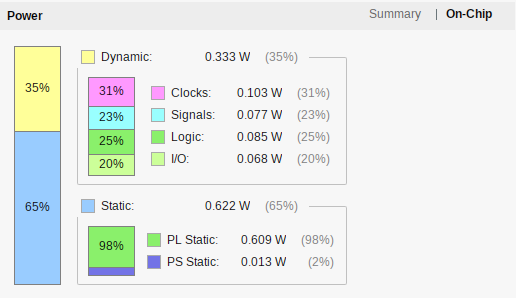 Power Summary | On-Chip
35%
65%
Dynamic: 0.333 W (35%)
31%
23%
25%
20%
Clocks: 0.103 W (31%)
Signals: 0.077 W (23%)
Logic: 0.085 W (25%)
I/O: 0.068 W (20%)
Static: 0.622 W (65%)
98%
PL Static: 0.609 W (98%)
PS Static: 0.013 W (2%)